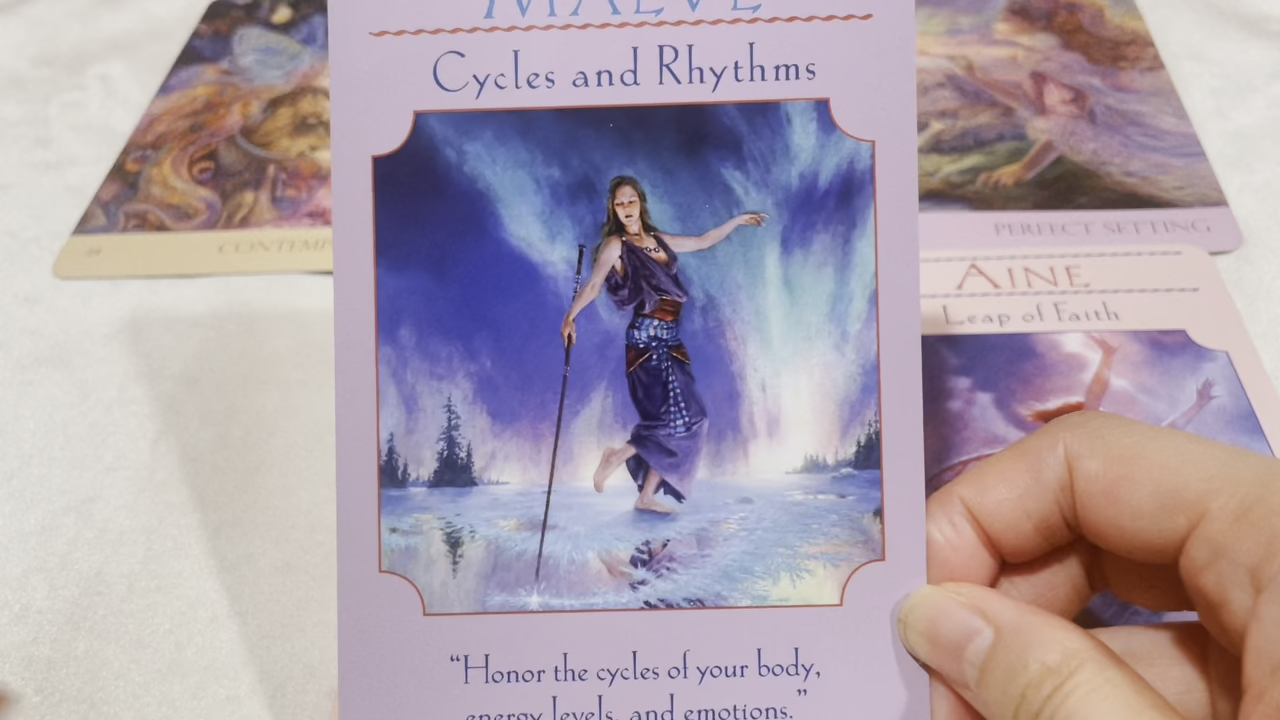 MAEVE
Cycles and Rhythms
"Honor the cycles of your body,
energy levels, and emotions."
PERFECT SETTING
AINE
Leap of Faith